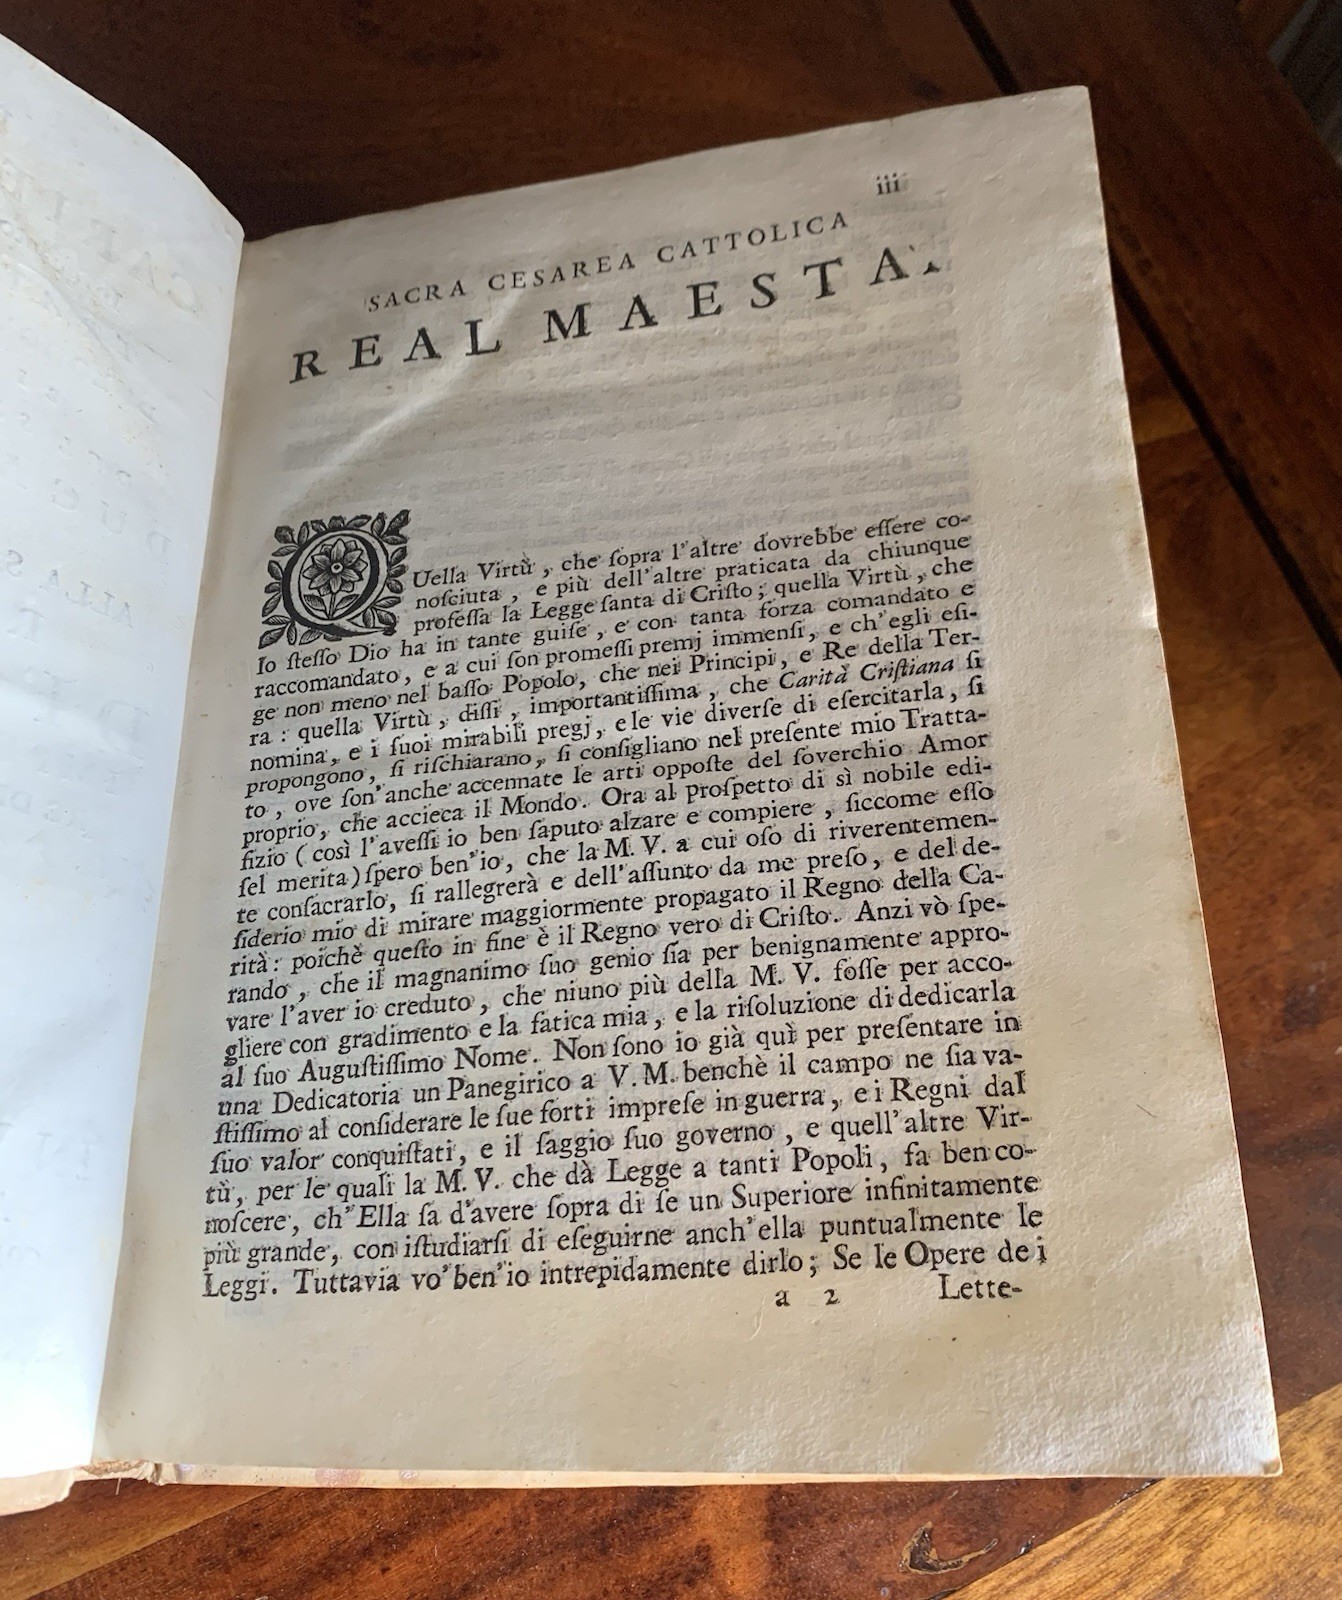 iii
SACRA CESAREA CATTOLICA
REAL MAESTA'
QUella Virtù, che ſopra l'altre dovrebbe eſſere co-
noſciuta, e più dell'altre praticata da chiunque
profeſſa la Legge ſanta di Criſto; quella Virtù, che
lo ſteſſo Dio ha in tante guiſe, e con tanta forza comandato e
raccomandato, e a cui ſon promeſſi premj immenſi, e ch'egli eſi-
ge non meno nel baſſo Popolo, che nei Principi, e Re della Ter-
ra: quella Virtù, diſſi, importantiſſima, che Carità Criſtiana ſi
nomina, e i ſuoi mirabili pregj, e le vie diverſe di eſercitarla, ſi
propongono, ſi riſchiarano, ſi conſigliano nel preſente mio Tratta-
to, ove ſon'anche accennate le arti oppoſte del ſoverchio Amor
proprio, che accieca il Mondo. Ora al proſpetto di sì nobile edi-
fizio (così l'aveſſi io ben ſaputo alzare e compiere, ſiccome eſſo
ſel merita) ſpero ben'io, che la M. V. a cui oſo di riverentemen-
te conſacrarlo, ſi rallegrerà e dell'aſſunto da me preſo, e del de-
ſiderio mio di mirare maggiormente propagato il Regno della Ca-
rità: poichè queſto in fine è il Regno vero di Criſto. Anzi vò ſpe-
rando, che il magnanimo ſuo genio ſia per benignamente appro-
vare l'aver io creduto, che niuno più della M. V. foſſe per acco-
gliere con gradimento e la fatica mia, e la riſoluzione di dedicarla
al ſuo Auguſtiſſimo Nome. Non ſono io già quì per preſentare in
una Dedicatoria un Panegirico a V. M. benchè il campo ne ſia va-
ſtiſſimo al conſiderare le ſue forti impreſe in guerra, e i Regni dal
ſuo valor conquiſtati, e il ſaggio ſuo governo, e quell'altre Vir-
tù, per le quali la M. V. che dà Legge a tanti Popoli, fa ben co-
noſcere, ch'Ella ſa d'avere ſopra di ſe un Superiore infinitamente
più grande, con iſtudiarſi di eſeguirne anch'ella puntualmente le
Leggi. Tuttavia vo'ben'io intrepidamente dirlo; Se le Opere dei
a 2 Lette-